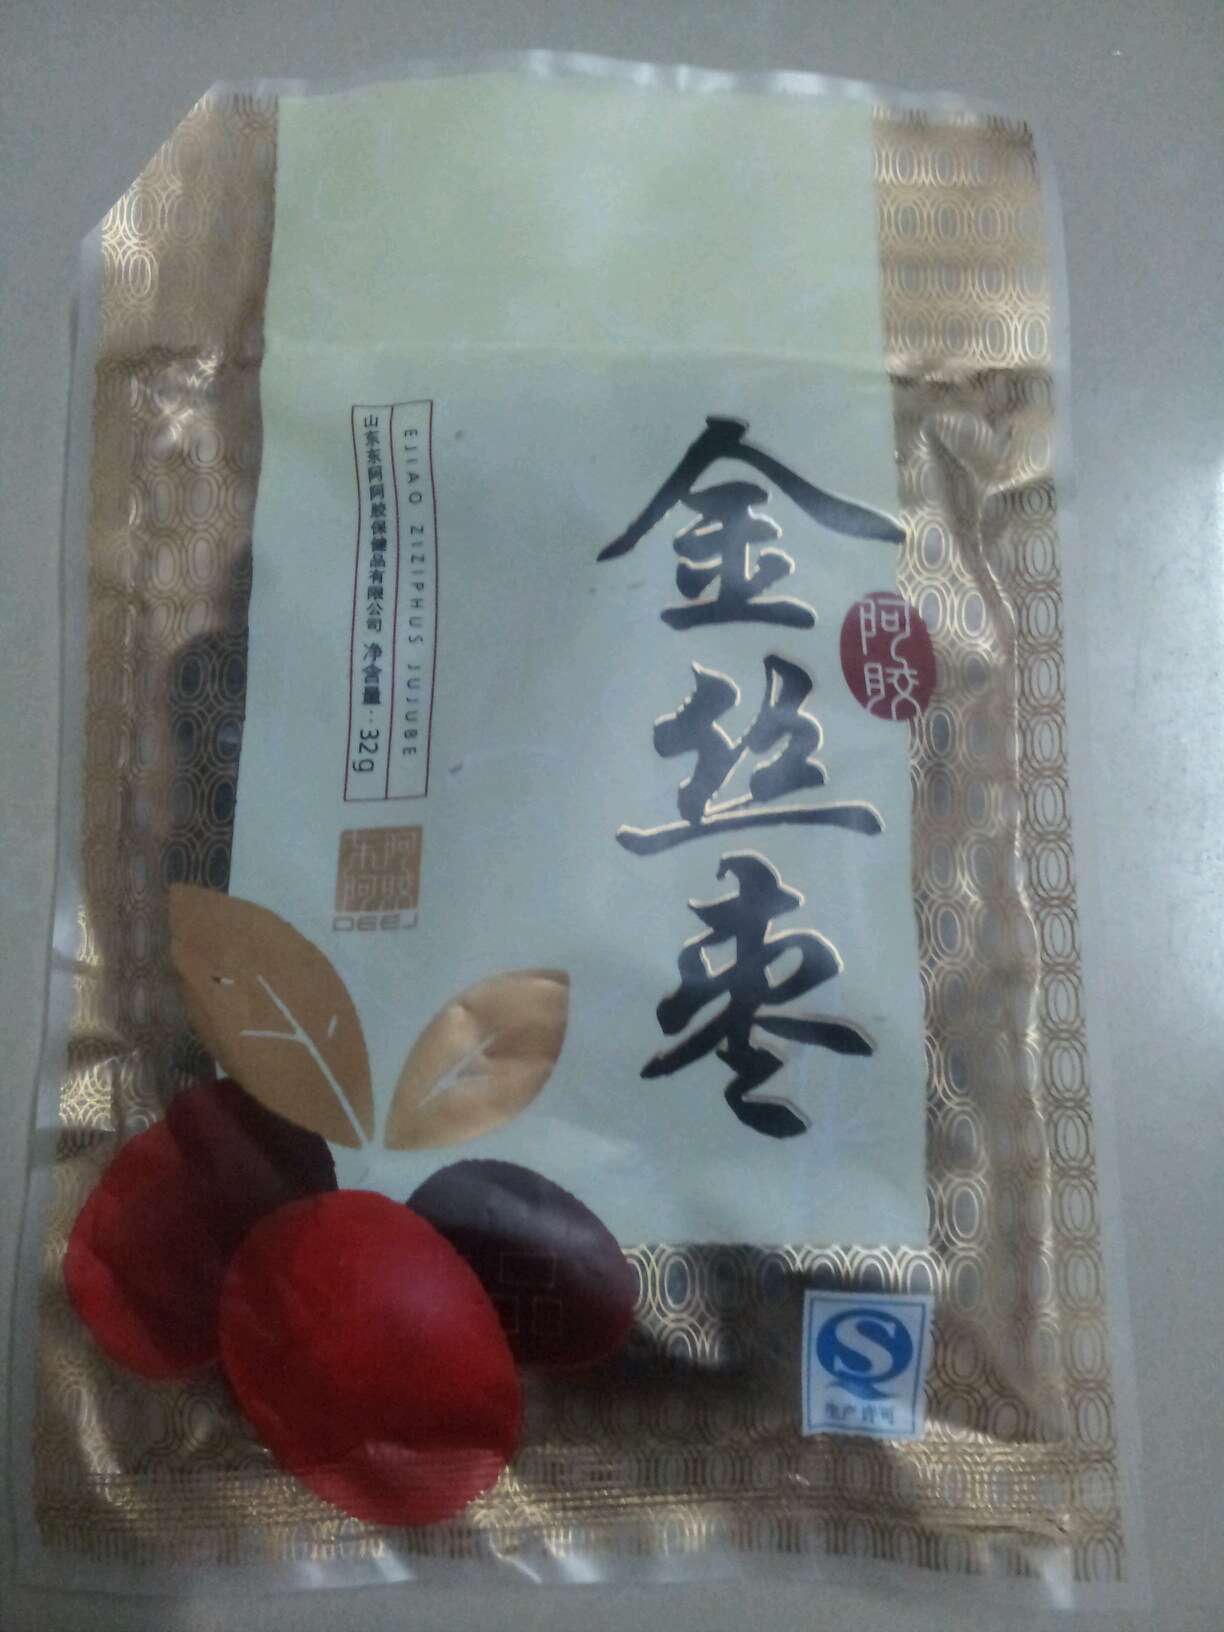 金丝枣
阿胶
EJIAO ZIZIPHUS JUJUBE
山东东阿阿胶保健品有限公司 净含量:32g
东阿阿胶
DEEJ
S
生产许可